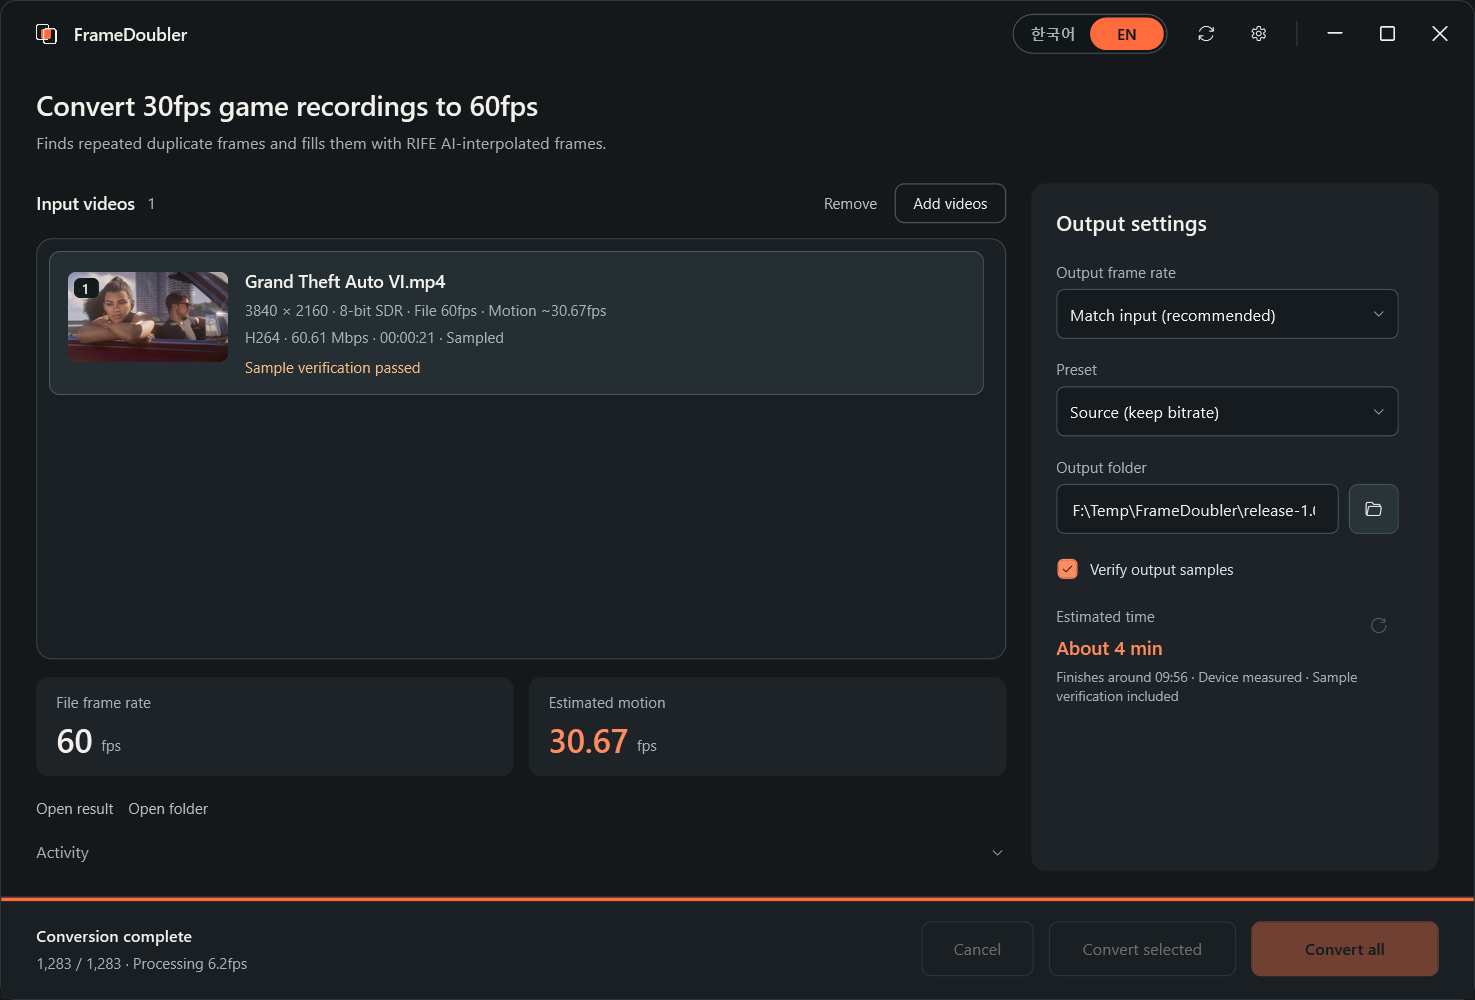 FrameDoubler
한국어
EN
Convert 30fps game recordings to 60fps
Finds repeated duplicate frames and fills them with RIFE AI-interpolated frames.
Input videos 1
Remove
Add videos
1
Grand Theft Auto VI.mp4
3840 × 2160 · 8-bit SDR · File 60fps · Motion ~30.67fps
H264 · 60.61 Mbps · 00:00:21 · Sampled
Sample verification passed
File frame rate
60 fps
Estimated motion
30.67 fps
Open result
Open folder
Activity
Output settings
Output frame rate
Match input (recommended)
Preset
Source (keep bitrate)
Output folder
F:\Temp\FrameDoubler\release-1.
Verify output samples
Estimated time
About 4 min
Finishes around 09:56 · Device measured · Sample
verification included
Conversion complete
1,283 / 1,283 · Processing 6.2fps
Cancel
Convert selected
Convert all